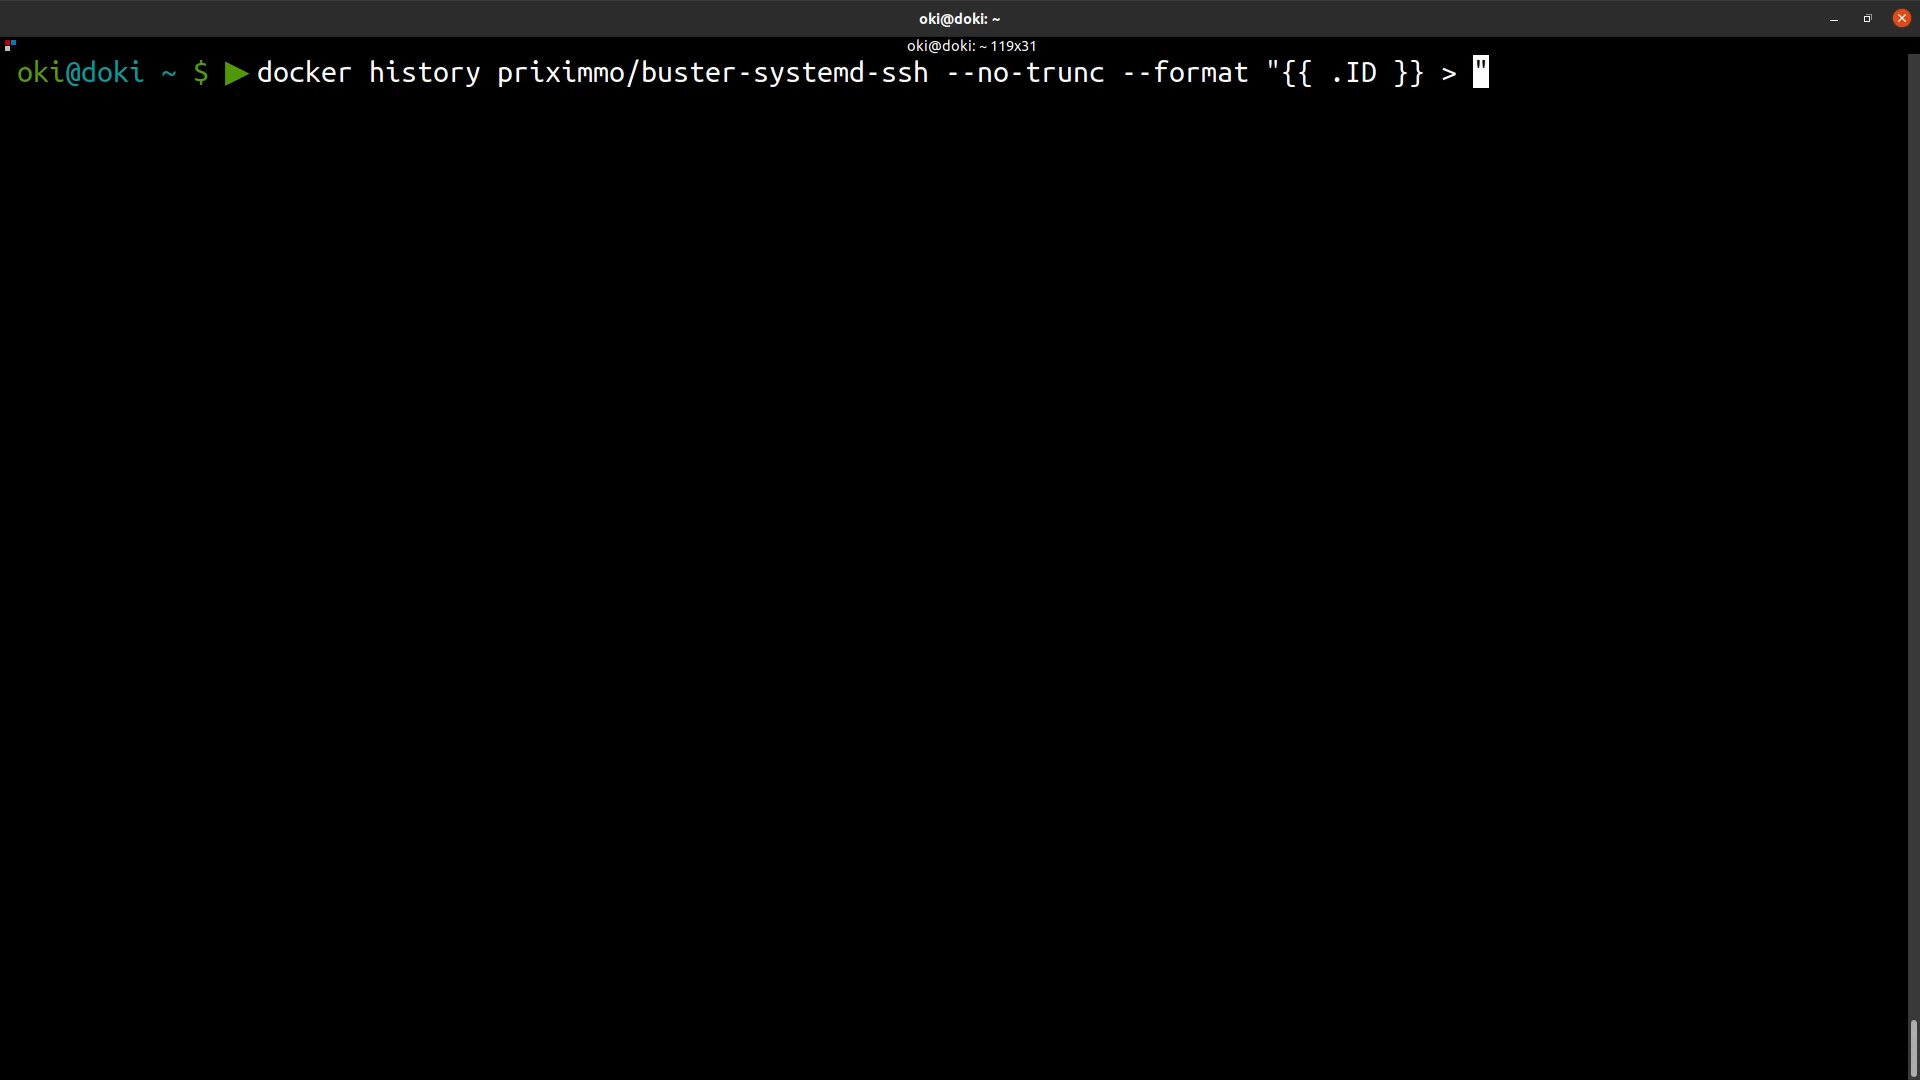 oki@doki: ~
oki@doki: ~ 119x31
oki@doki ~ $ ▶docker history priximmo/buster-systemd-ssh --no-trunc --format "{{ .ID }} > "